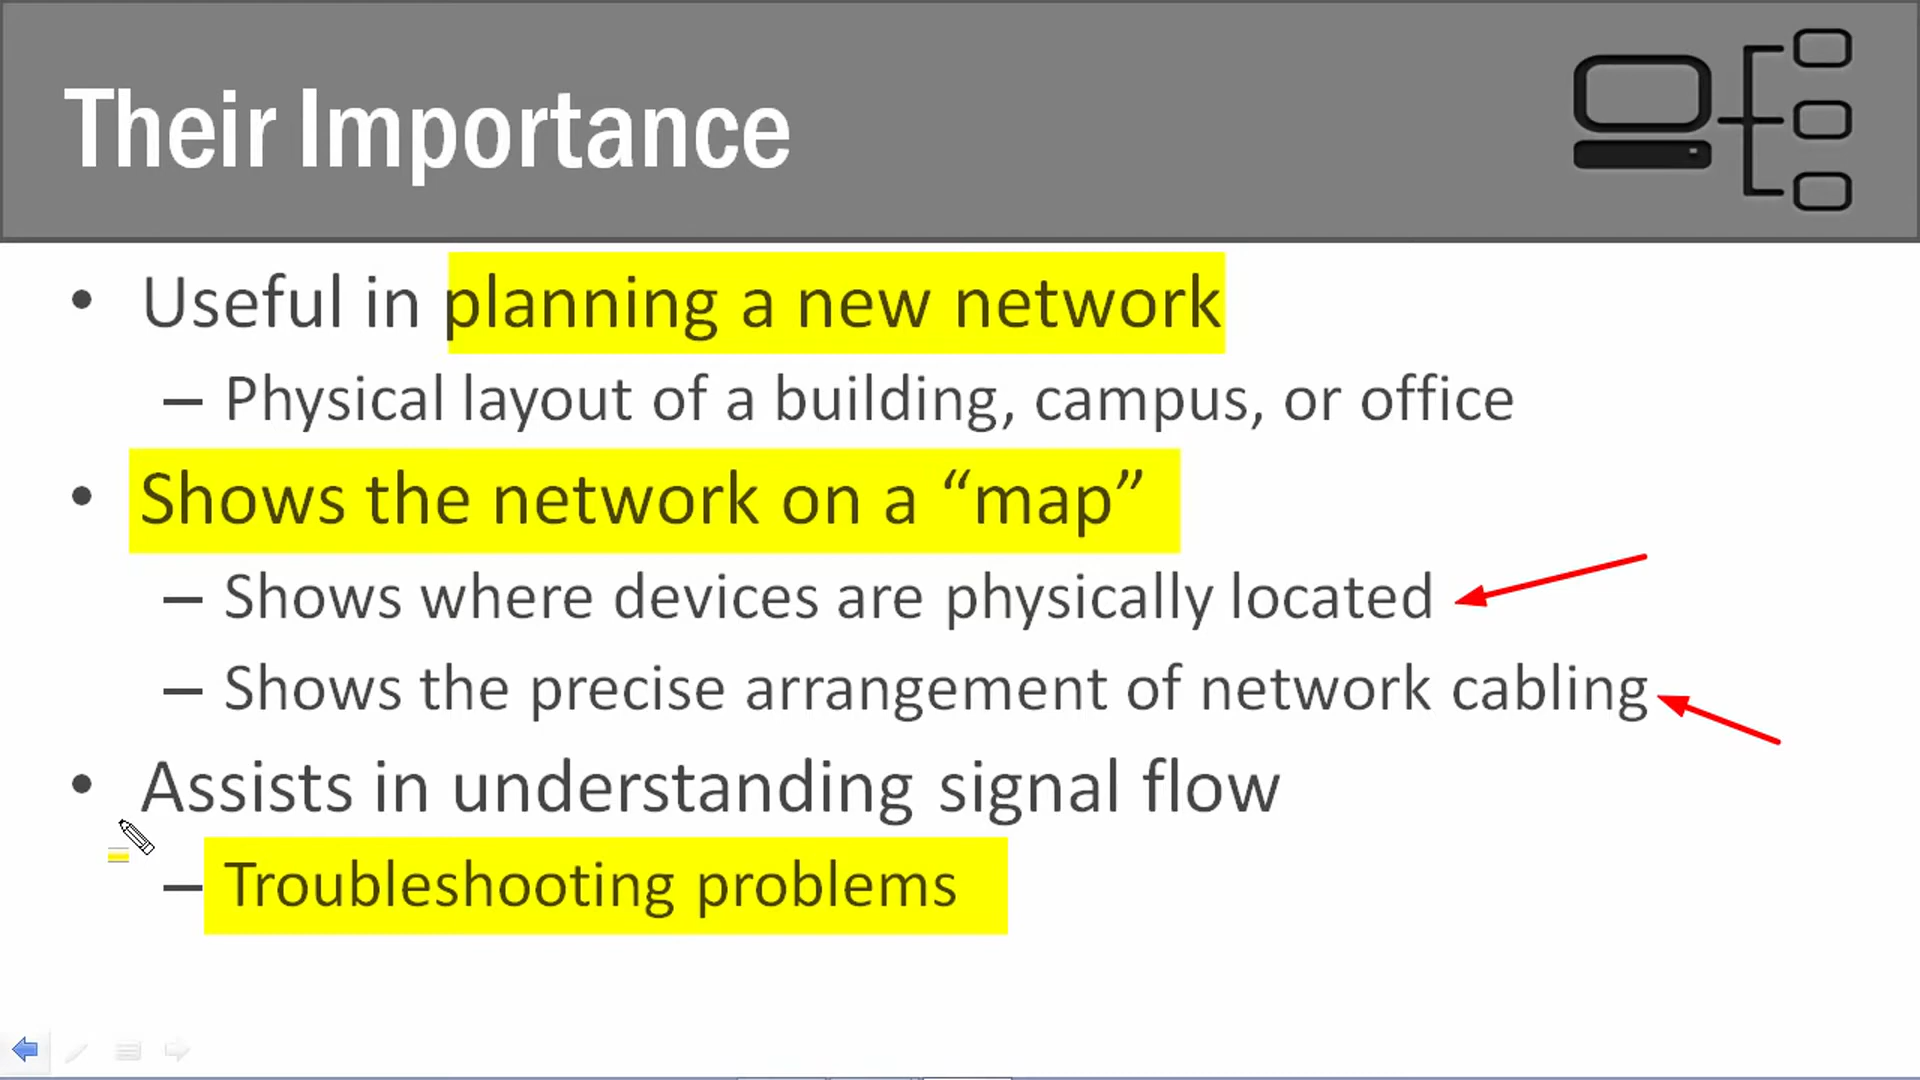 Their Importance
• Useful in planning a new network
– Physical layout of a building, campus, or office
• Shows the network on a “map”
– Shows where devices are physically located
– Shows the precise arrangement of network cabling
• Assists in understanding signal flow
– Troubleshooting problems